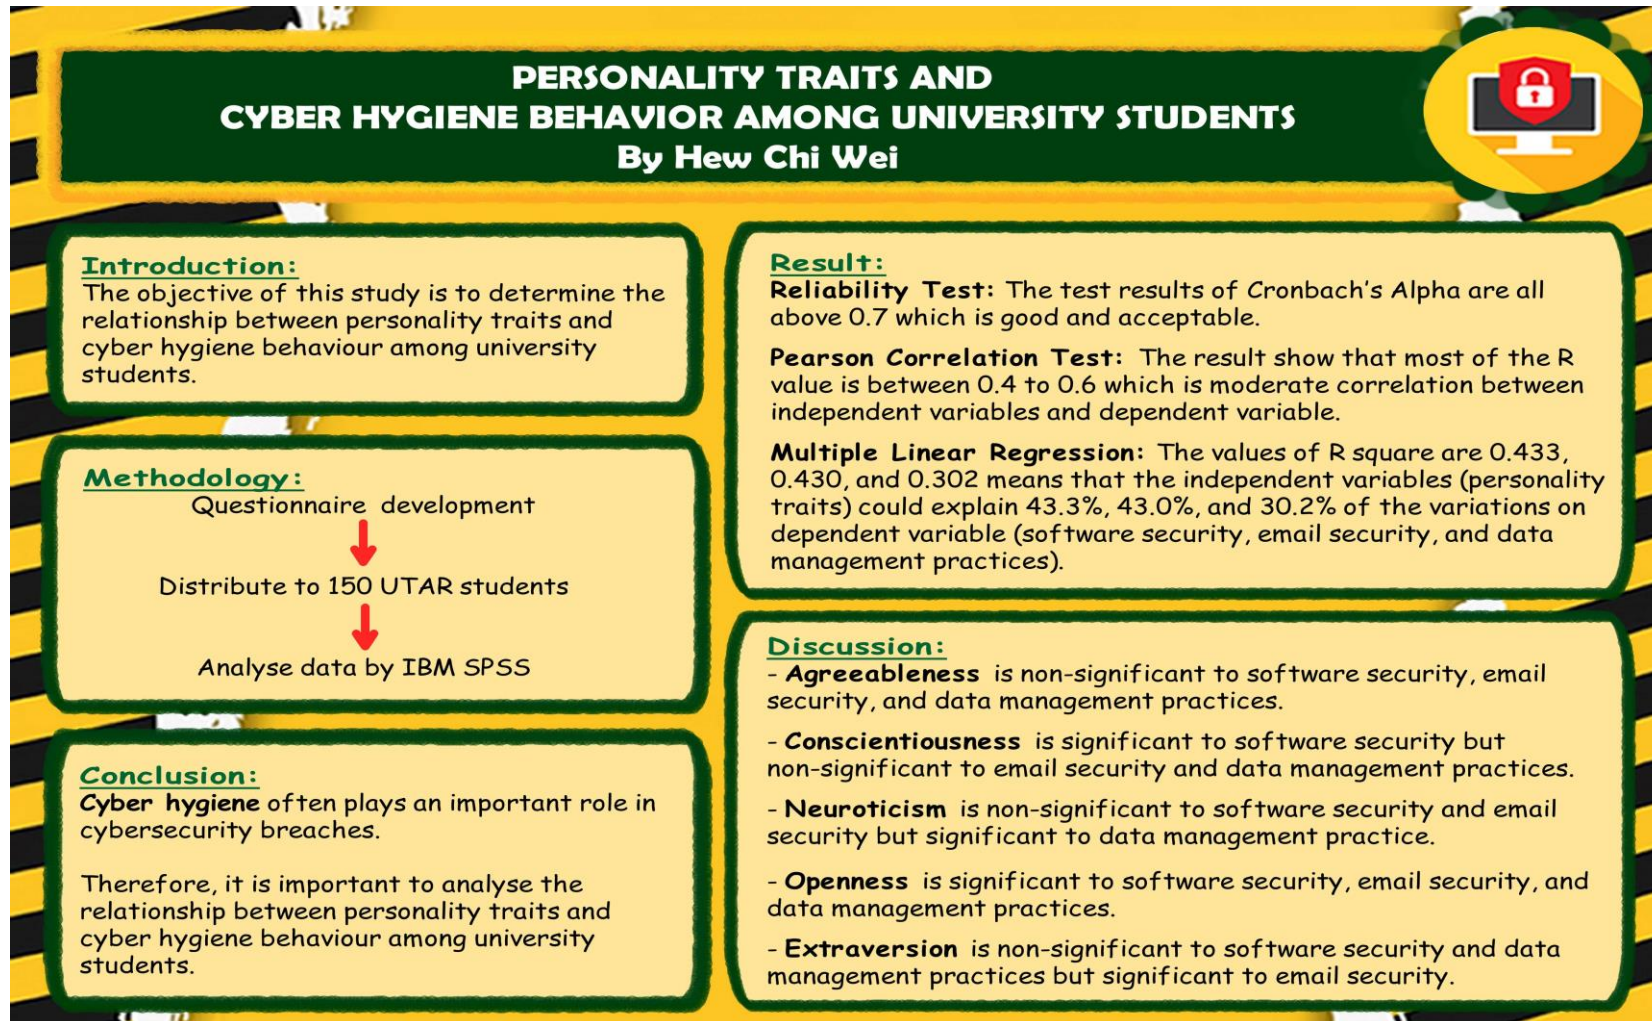 PERSONALITY TRAITS AND
CYBER HYGIENE BEHAVIOR AMONG UNIVERSITY STUDENTS
By Hew Chi Wei
Introduction:
The objective of this study is to determine the
relationship between personality traits and
cyber hygiene behaviour among university
students.
Methodology:
Questionnaire development
Distribute to 150 UTAR students
Analyse data by IBM SPSS
Conclusion:
Cyber hygiene often plays an important role in
cybersecurity breaches.
Therefore, it is important to analyse the
relationship between personality traits and
cyber hygiene behaviour among university
students.
Result:
Reliability Test: The test results of Cronbach's Alpha are all
above 0.7 which is good and acceptable.
Pearson Correlation Test: The result show that most of the R
value is between 0.4 to 0.6 which is moderate correlation between
independent variables and dependent variable.
Multiple Linear Regression: The values of R square are 0.433,
0.430, and 0.302 means that the independent variables (personality
traits) could explain 43.3%, 43.0%, and 30.2% of the variations on
dependent variable (software security, email security, and data
management practices).
Discussion:
- Agreeableness is non-significant to software security, email
security, and data management practices.
- Conscientiousness is significant to software security but
non-significant to email security and data management practices.
- Neuroticism is non-significant to software security and email
security but significant to data management practice.
- Openness is significant to software security, email security, and
data management practices.
- Extraversion is non-significant to software security and data
management practices but significant to email security.